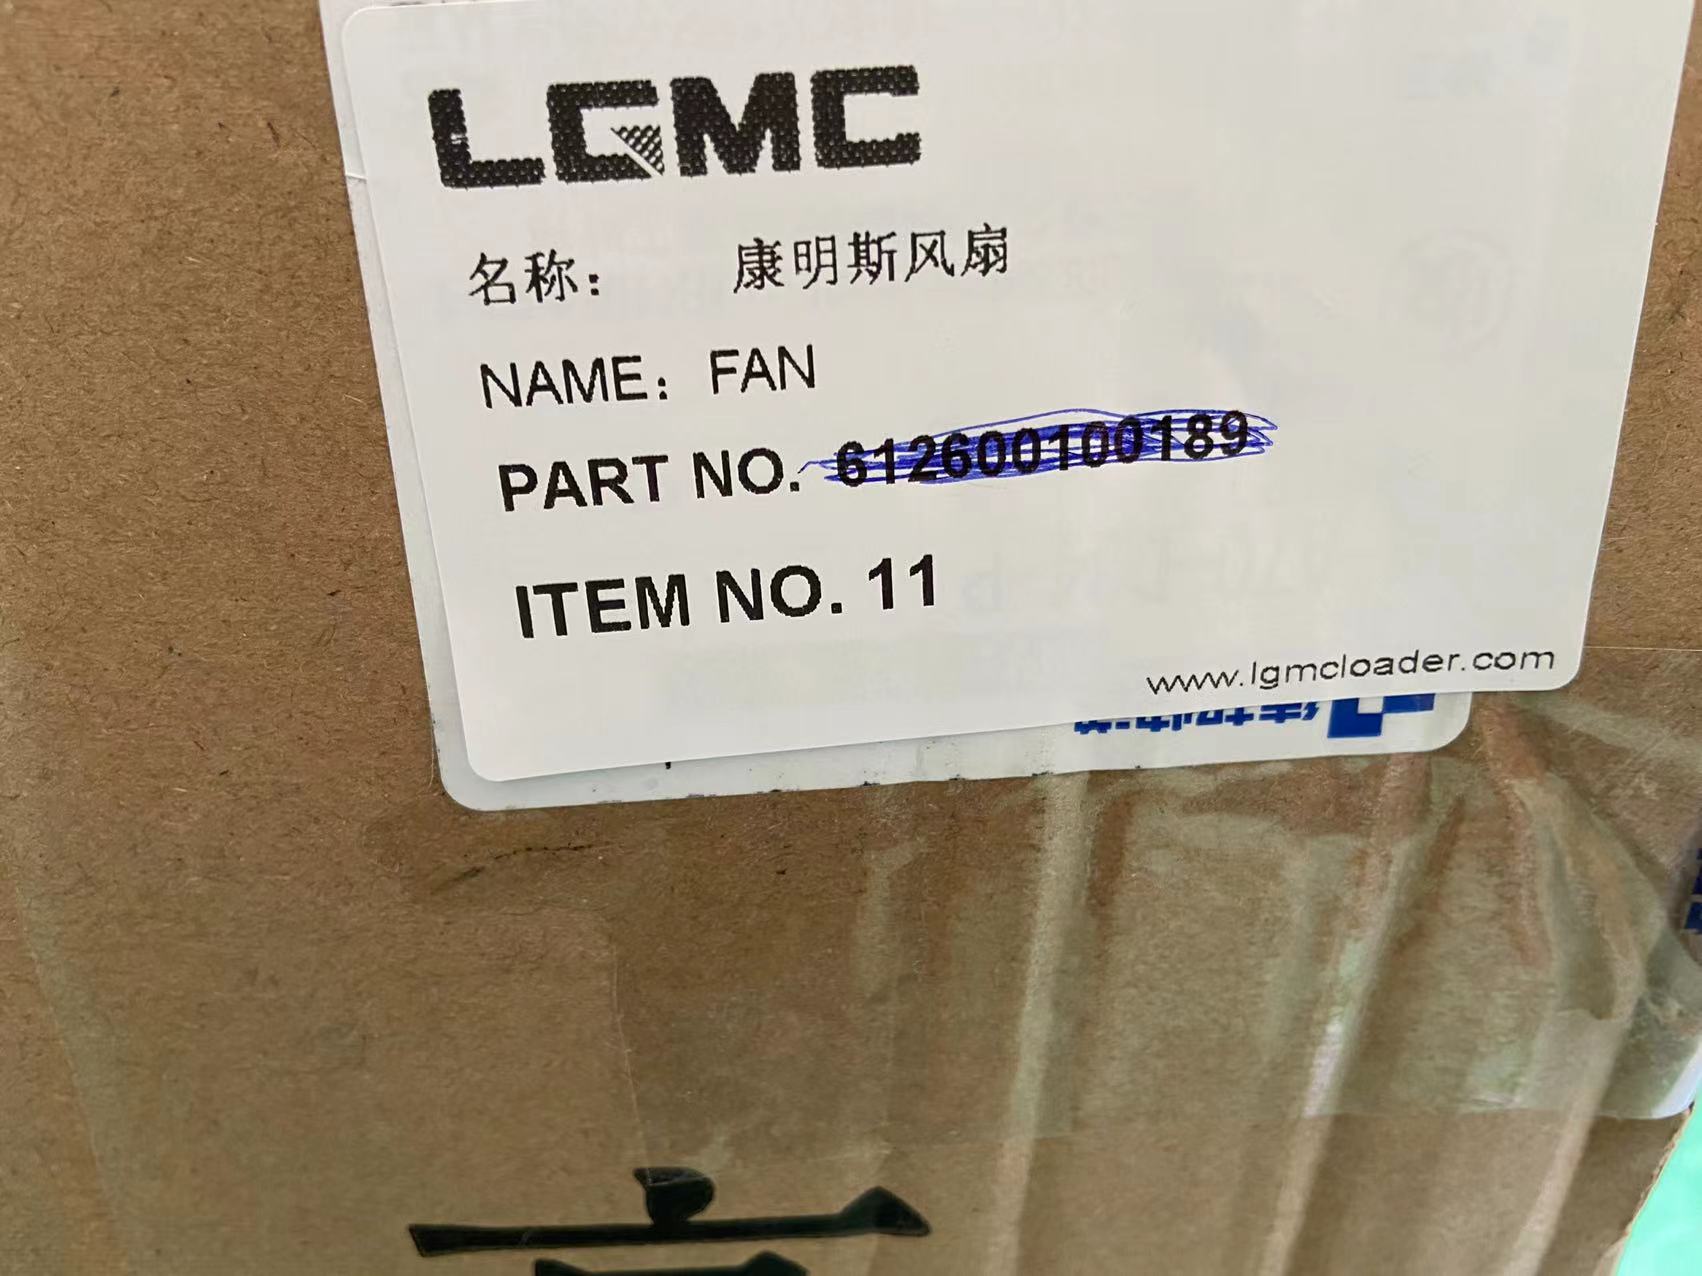 LGMC
名称： 康明斯风扇
NAME： FAN
PART NO. 612600100189
ITEM NO. 11
www.lgmcloader.com